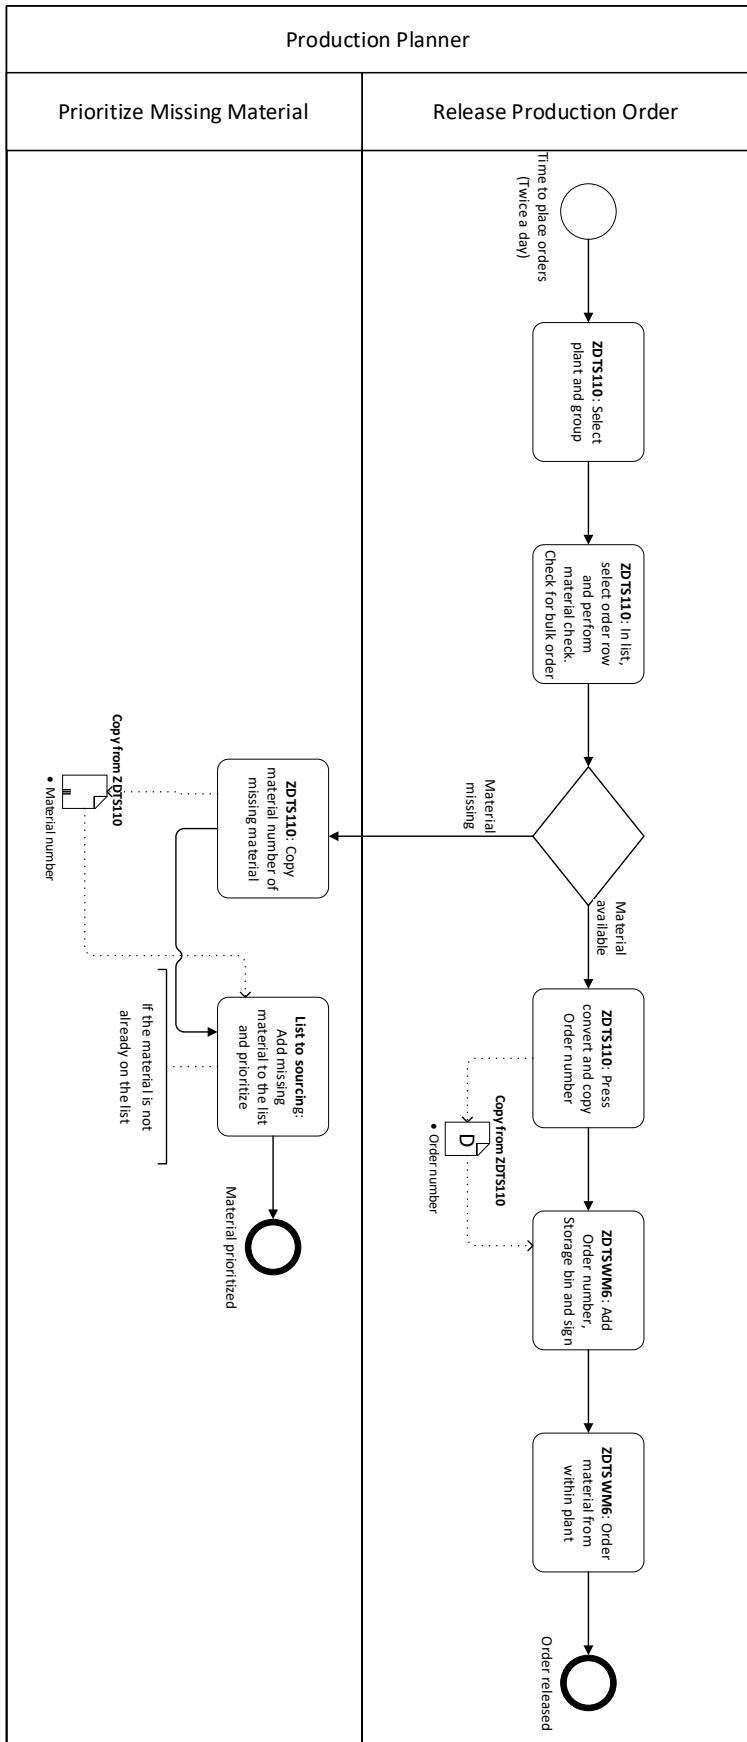 Production Planner
Prioritize Missing Material
Release Production Order
Time to place orders
(Twice a day)
ZDTS110: Select
plant and group
ZDTS110: In list,
select order row
and perform
material check.
Check for bulk order
Material
missing
Material
available
ZDTS110: Press
convert and copy
Order number
Copy from ZDTS110
D
• Order number
ZDTSWM6: Add
Order number,
Storage bin and sign
ZDTSWM6: Order
material from
within plant
Order released
ZDTS110: Copy
material number of
missing material
Copy from ZDTS110
• Material number
List to sourcing:
Add missing
material to the list
and prioritize
If the material is not
already on the list
Material prioritized